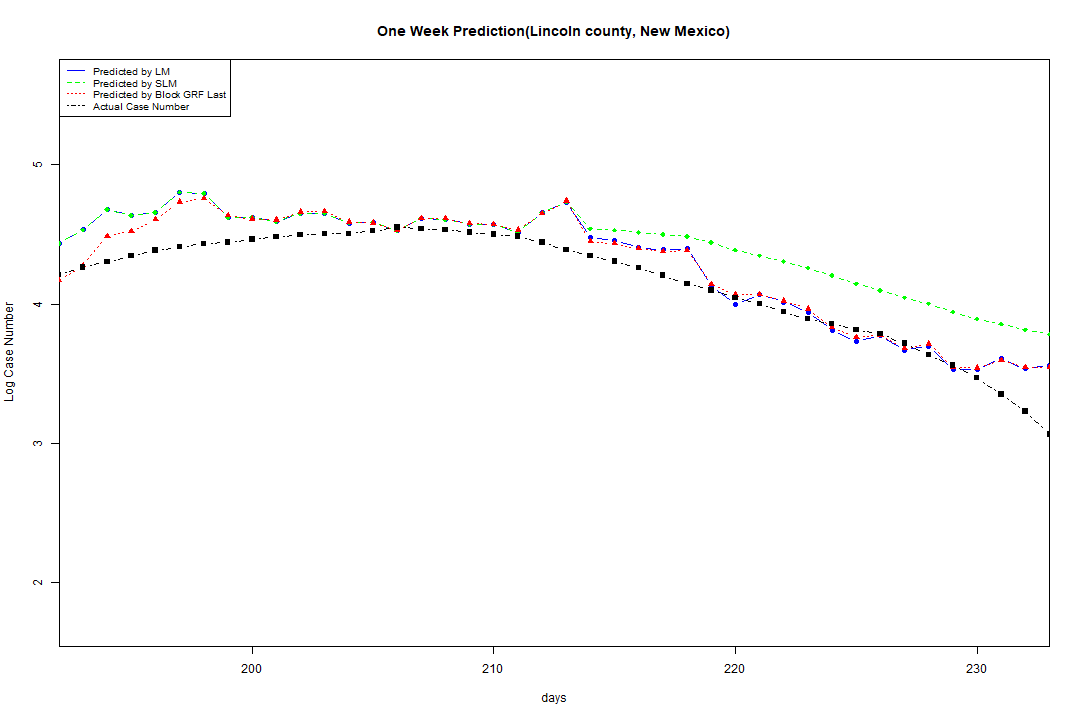 One Week Prediction(Lincoln county, New Mexico)
Predicted by LM
Predicted by SLM
Predicted by Block GRF Last
Actual Case Number
5
4
3
2
Log Case Number
200 210 220 230
days